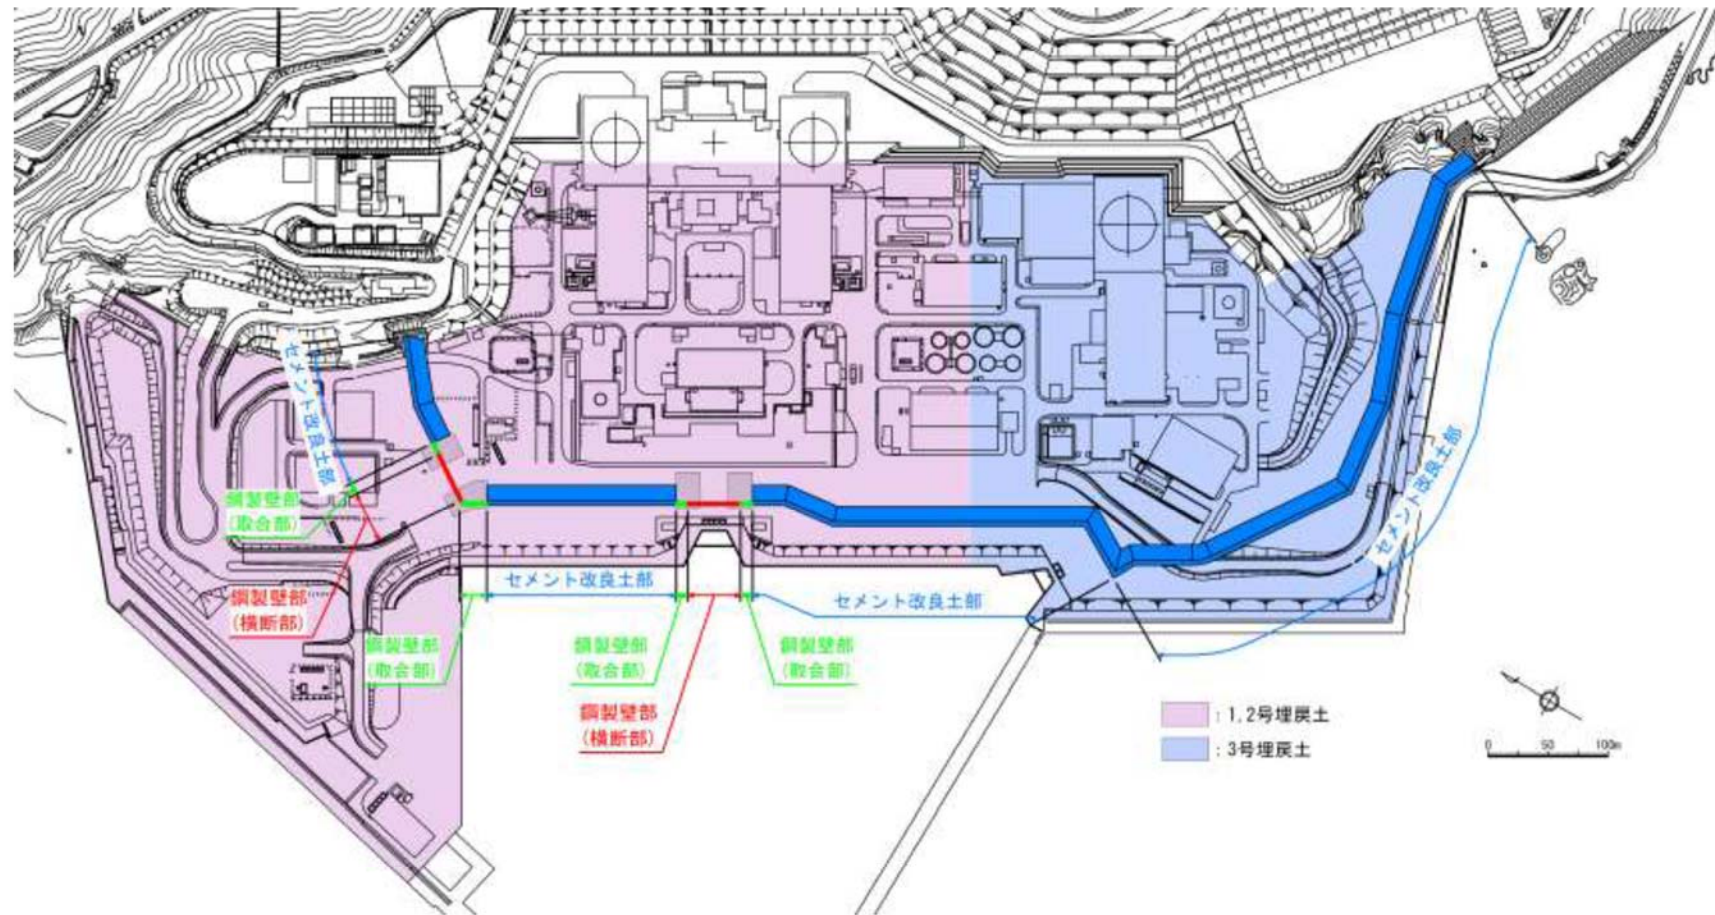 セメント改良土部
鋼製壁部
(取合部)
鋼製壁部
(横断部)
セメント改良土部
セメント改良土部
セメント改良土部
鋼製壁部
(取合部)
鋼製壁部
(取合部)
鋼製壁部
(取合部)
鋼製壁部
(横断部)
: 1,2号埋戻土
: 3号埋戻土
0 50 100m